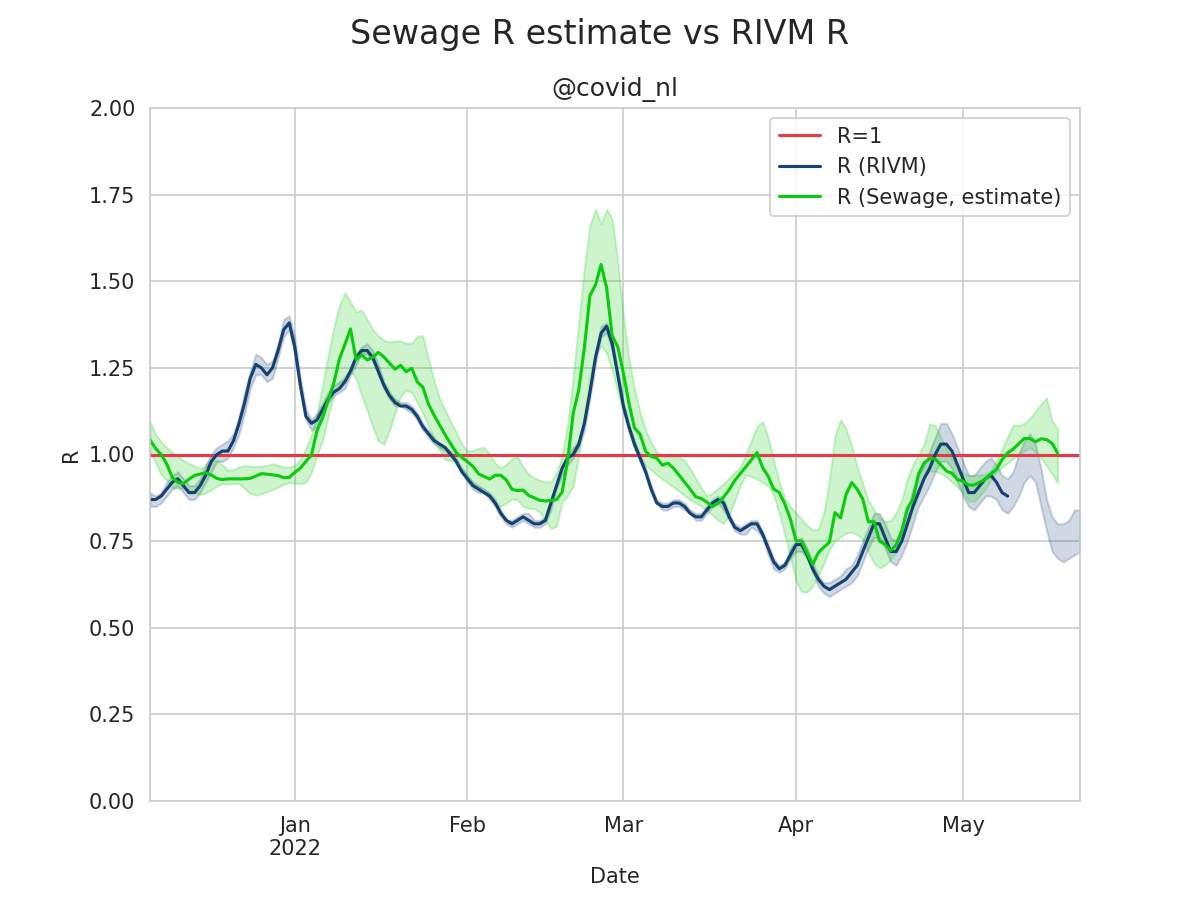 Sewage R estimate vs RIVM R
@covid_nl
R=1
R (RIVM)
R (Sewage, estimate)
2.00
1.75
1.50
1.25
1.00
0.75
0.50
0.25
0.00
R
Jan Feb Mar Apr May
2022
Date